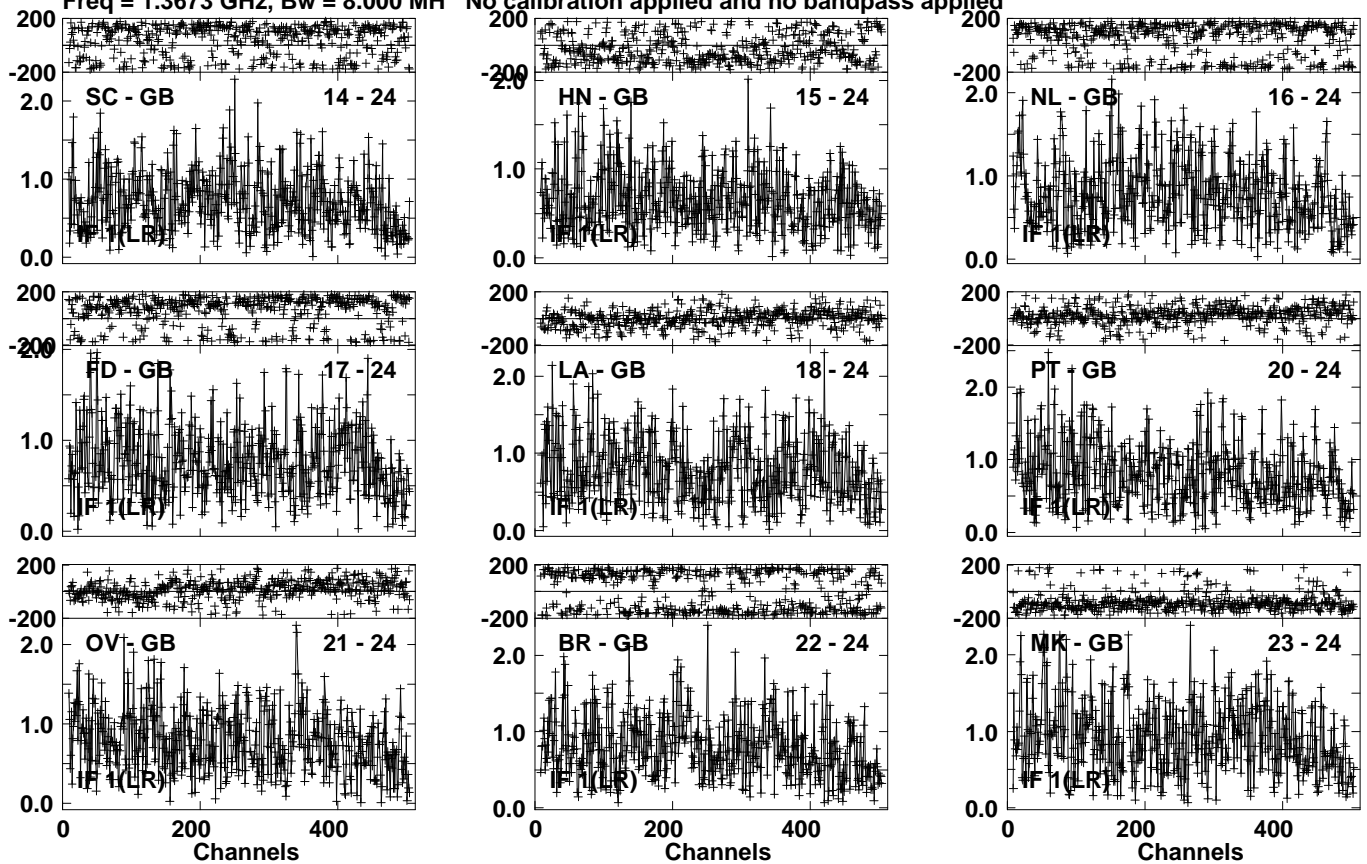 Freq = 1.3673 GHz, Bw = 8.000 MH No calibration applied and no bandpass applied
200
-200
2.0
1.0
0.0
SC - GB 14 - 24
IF 1(LR)
200
-200
2.0
1.0
0.0
HN - GB 15 - 24
IF 1(LR)
200
-200
2.0
1.0
0.0
NL - GB 16 - 24
IF 1(LR)
200
-200
2.0
1.0
0.0
FD - GB 17 - 24
IF 1(LR)
200
-200
2.0
1.0
0.0
LA - GB 18 - 24
IF 1(LR)
200
-200
2.0
1.0
0.0
PT - GB 20 - 24
IF 1(LR)
200
-200
2.0
1.0
0.0
OV - GB 21 - 24
IF 1(LR)
0 200 400
Channels
200
-200
2.0
1.0
0.0
BR - GB 22 - 24
IF 1(LR)
0 200 400
Channels
200
-200
2.0
1.0
0.0
MK - GB 23 - 24
IF 1(LR)
0 200 400
Channels